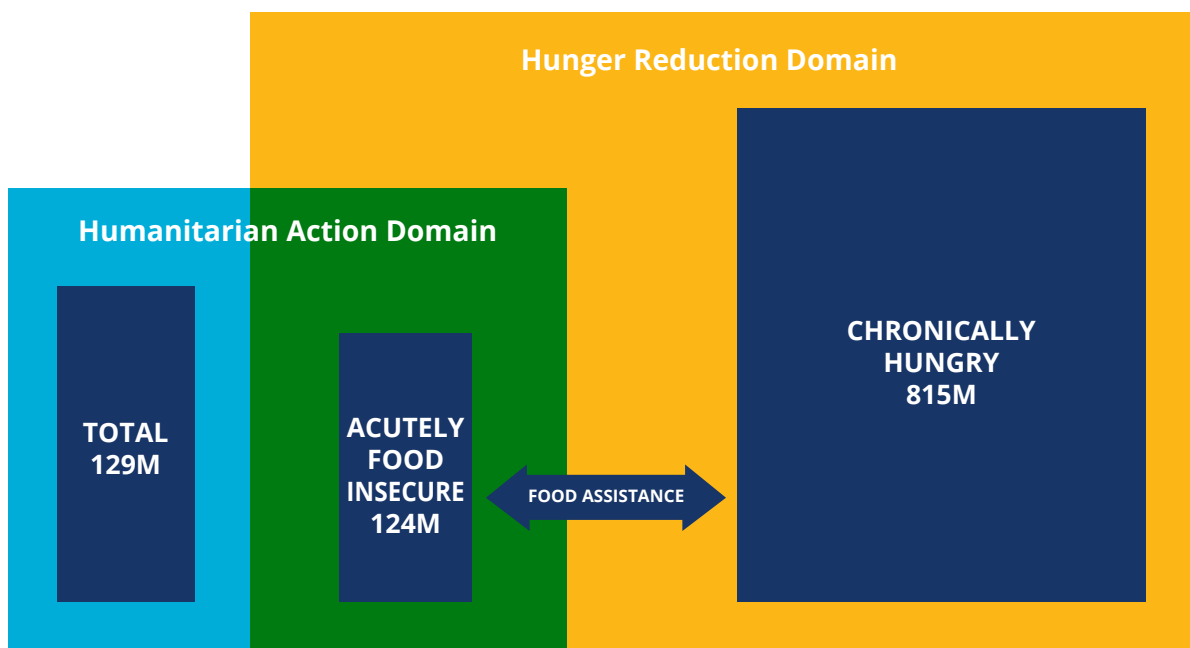 Hunger Reduction Domain
Humanitarian Action Domain
CHRONICALLY
HUNGRY
815M
TOTAL
129M
ACUTELY
FOOD
INSECURE
124M
FOOD ASSISTANCE